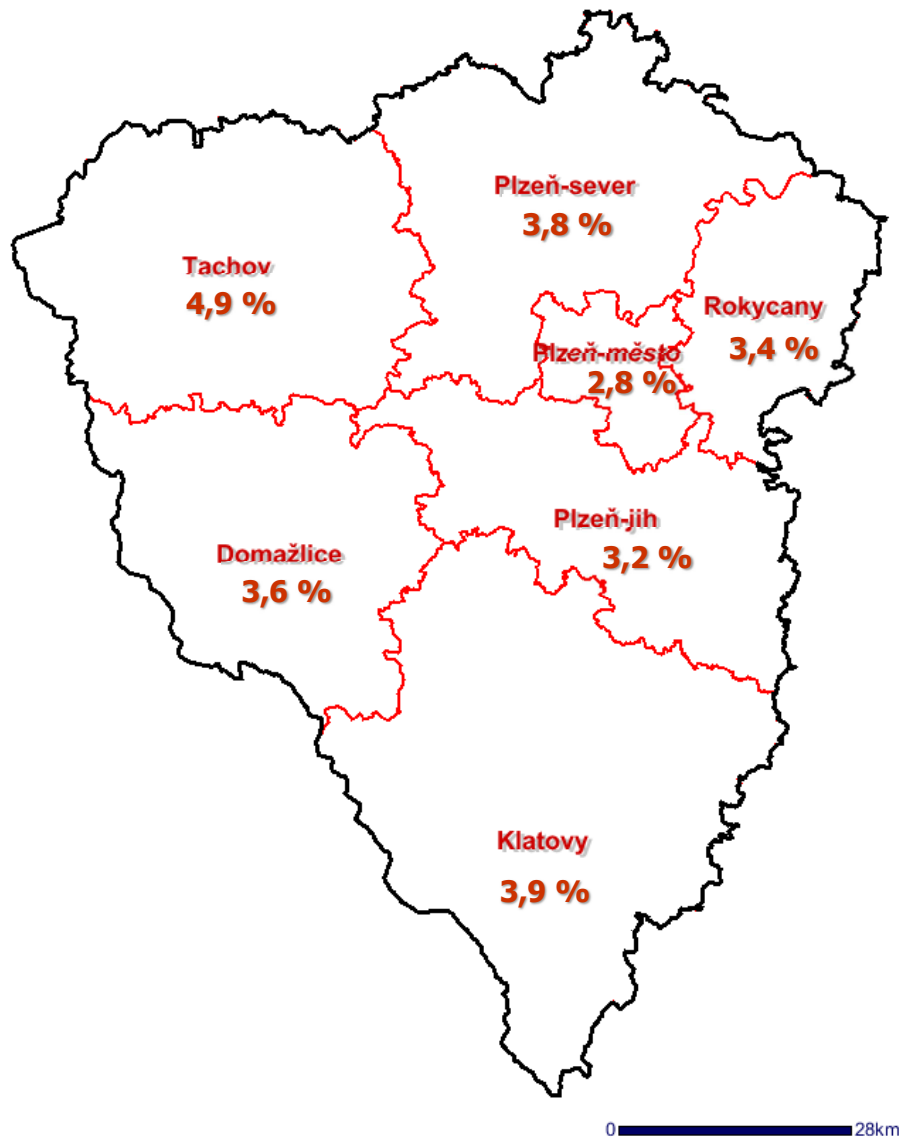 Plzeň-sever
3,8 %
Tachov
4,9 %
Rokycany
3,4 %
Plzeň-město
2,8 %
Plzeň-jih
3,2 %
Domažlice
3,6 %
Klatovy
3,9 %
0 28km